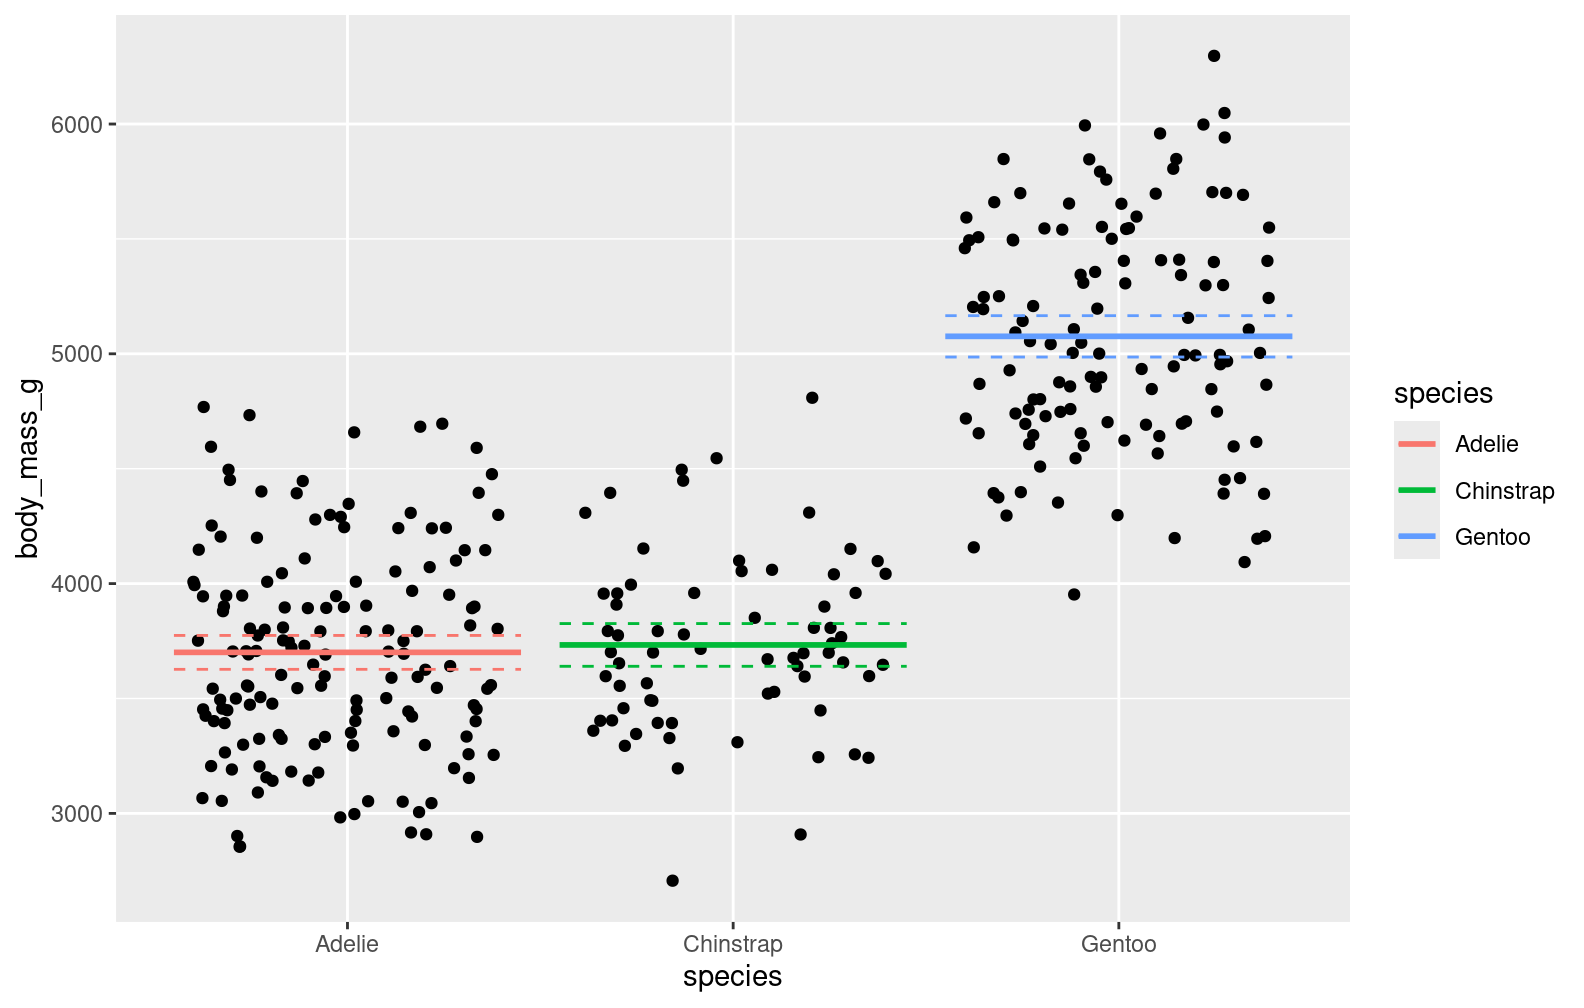 body_mass_g
6000
5000
4000
3000
Adelie
Chinstrap
Gentoo
species
species
Adelie
Chinstrap
Gentoo